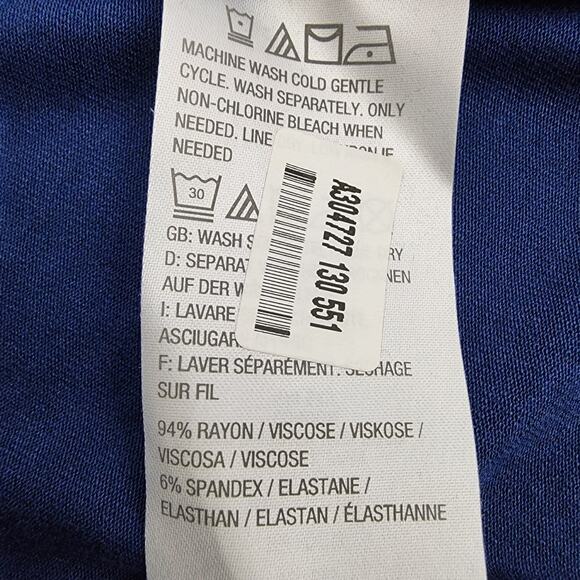 MACHINE WASH COLD GENTLE
CYCLE. WASH SEPARATELY. ONLY
NON-CHLORINE BLEACH WHEN
NEEDED. LINE
NEEDED
30
GB: WASH
D: SEPARAT
AUF DER W
I: LAVARE
ASCIUGAR
F: LAVER SÉPARÉMENT. SÉCHAGE
SUR FIL
94% RAYON / VISCOSE / VISKOSE /
VISCOSA / VISCOSE
6% SPANDEX / ELASTANE /
ELASTHAN / ELASTAN / ÉLASTHANNE
A304727 130 551